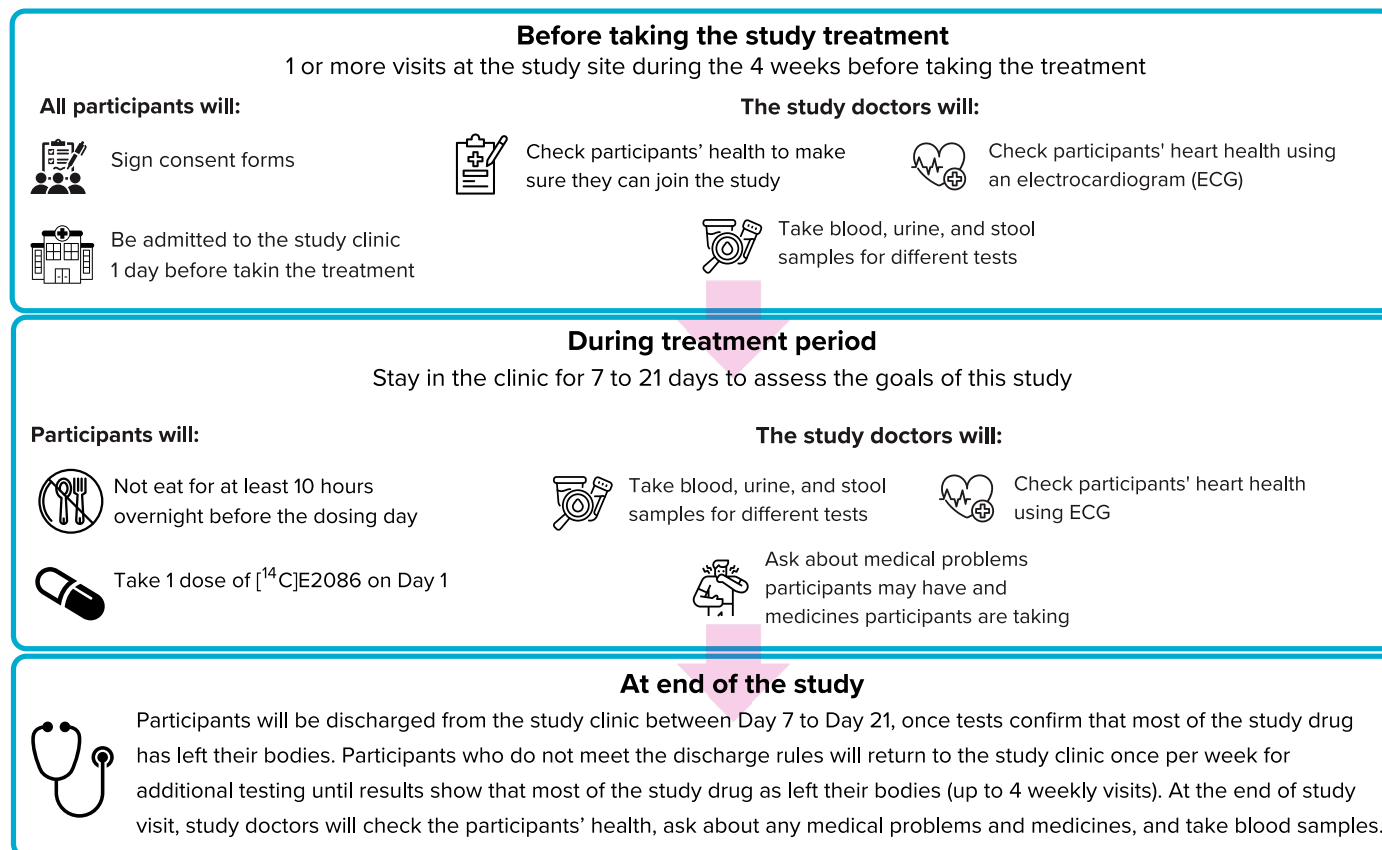 Before taking the study treatment
1 or more visits at the study site during the 4 weeks before taking the treatment
All participants will:
Sign consent forms
Be admitted to the study clinic
1 day before takin the treatment
The study doctors will:
Check participants' health to make
sure they can join the study
Check participants' heart health using
an electrocardiogram (ECG)
Take blood, urine, and stool
samples for different tests
During treatment period
Stay in the clinic for 7 to 21 days to assess the goals of this study
Participants will:
Not eat for at least 10 hours
overnight before the dosing day
Take 1 dose of [¹⁴C]E2086 on Day 1
The study doctors will:
Take blood, urine, and stool
samples for different tests
Check participants' heart health
using ECG
Ask about medical problems
participants may have and
medicines participants are taking
At end of the study
Participants will be discharged from the study clinic between Day 7 to Day 21, once tests confirm that most of the study drug
has left their bodies. Participants who do not meet the discharge rules will return to the study clinic once per week for
additional testing until results show that most of the study drug as left their bodies (up to 4 weekly visits). At the end of study
visit, study doctors will check the participants' health, ask about any medical problems and medicines, and take blood samples.